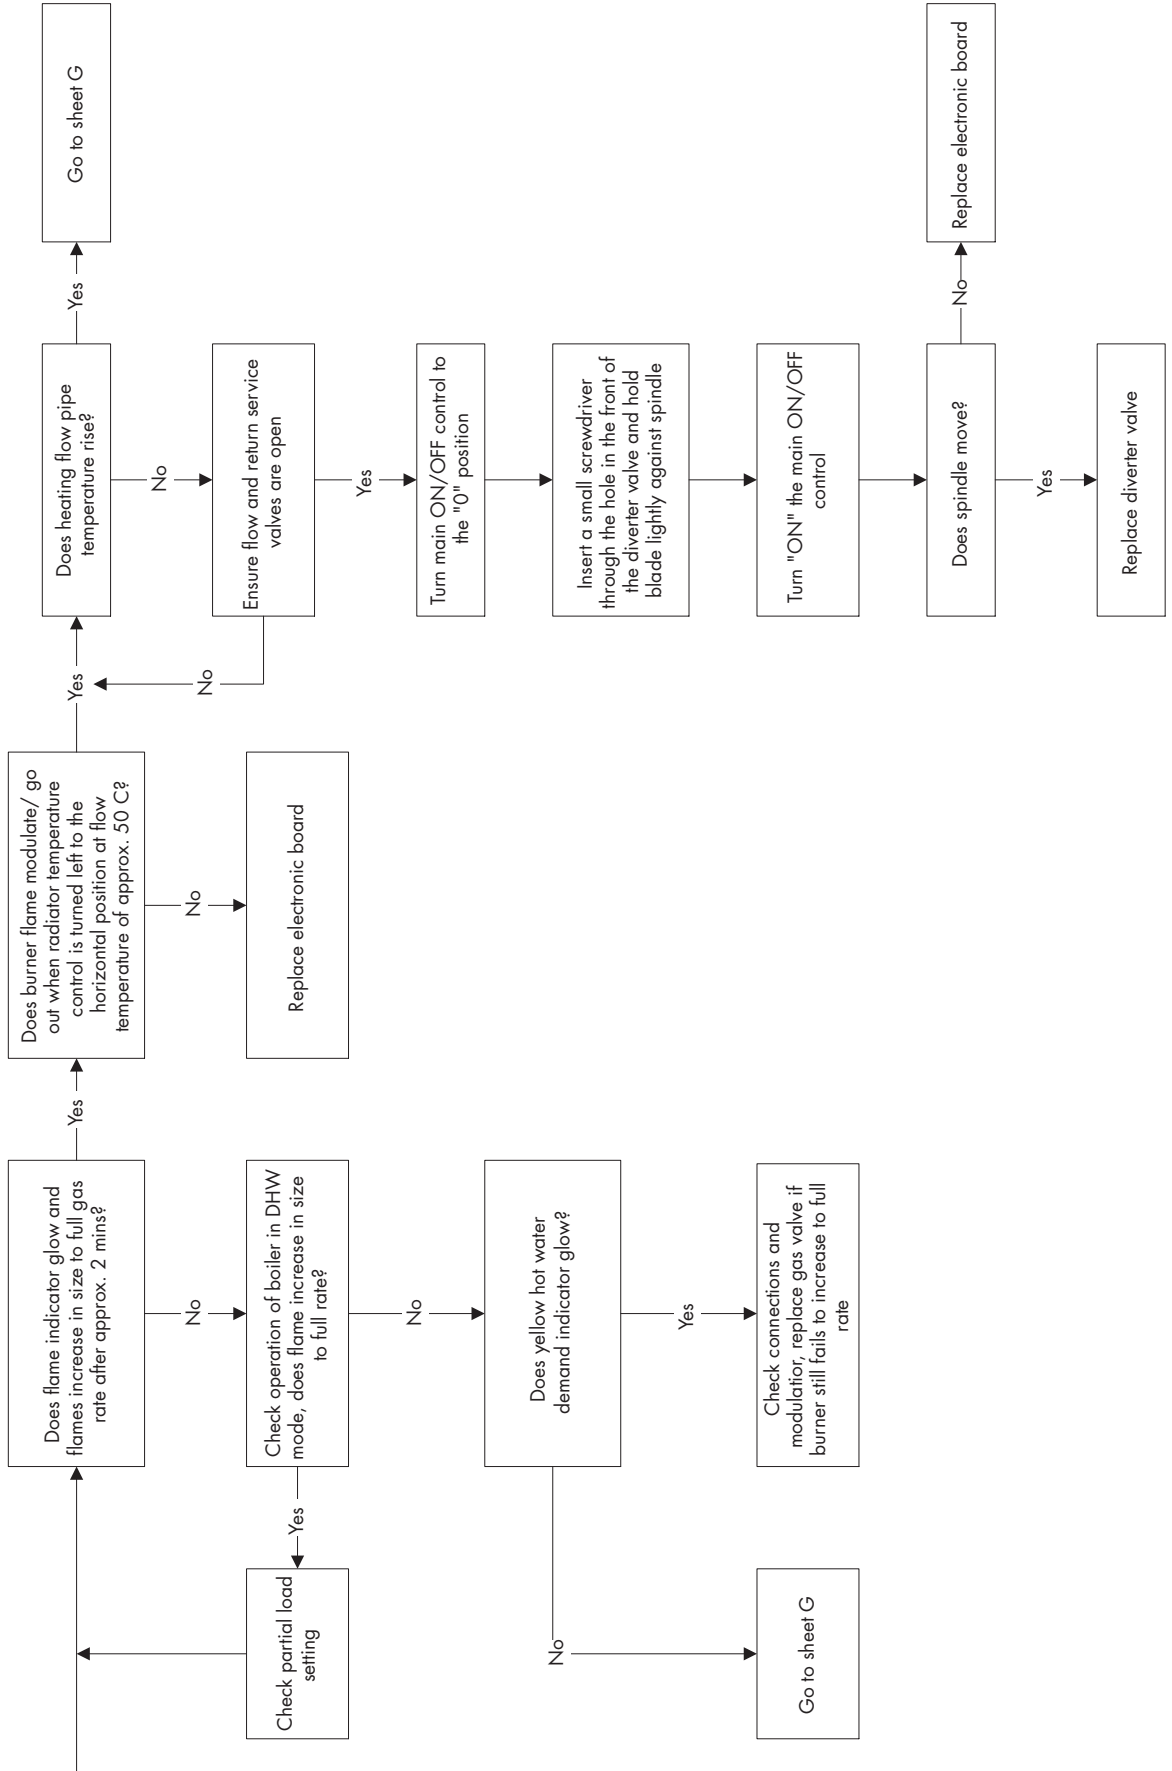 Does flame indicator glow and
flames increase in size to full gas
rate after approx. 2 mins?
Yes
No
Check operation of boiler in DHW
mode, does flame increase in size
to full rate?
Yes
Check partial load
setting
No
Does yellow hot water
demand indicator glow?
No
Go to sheet G
Yes
Check connections and
modulatior, replace gas valve if
burner still fails to increase to full
rate
Does burner flame modulate/ go
out when radiator temperature
control is turned left to the
horizontal position at flow
temperature of approx. 50 C?
Yes
No
Replace electronic board
Does heating flow pipe
temperature rise?
Yes
Go to sheet G
No
Ensure flow and return service
valves are open
No
Yes
Turn main ON/OFF control to
the "0" position
Insert a small screwdriver
through the hole in the front of
the diverter valve and hold
blade lightly against spindle
Turn "ON" the main ON/OFF
control
Does spindle move?
No
Replace electronic board
Yes
Replace diverter valve